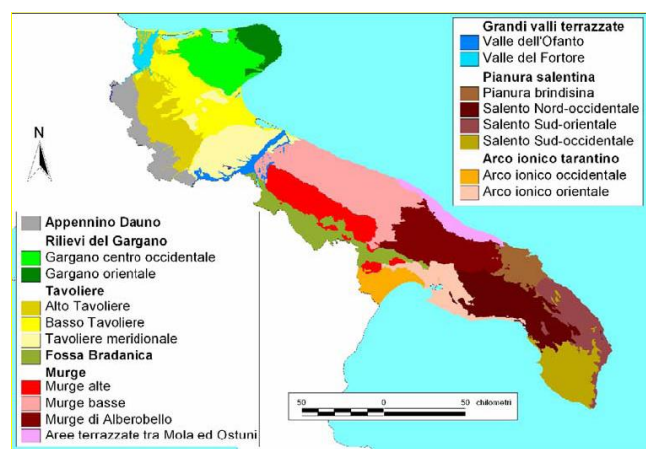 Grandi valli terrazzate
Valle dell'Ofanto
Valle del Fortore
Pianura salentina
Pianura brindisina
Salento Nord-occidentale
Salento Sud-orientale
Salento Sud-occidentale
Arco ionico tarantino
Arco ionico occidentale
Arco ionico orientale
N
Appennino Dauno
Rilievi del Gargano
Gargano centro occidentale
Gargano orientale
Tavoliere
Alto Tavoliere
Basso Tavoliere
Tavoliere meridionale
Fossa Bradanica
Murge
Murge alte
Murge basse
Murge di Alberobello
Aree terrazzate tra Mola ed Ostuni
50 0 50 chilometri